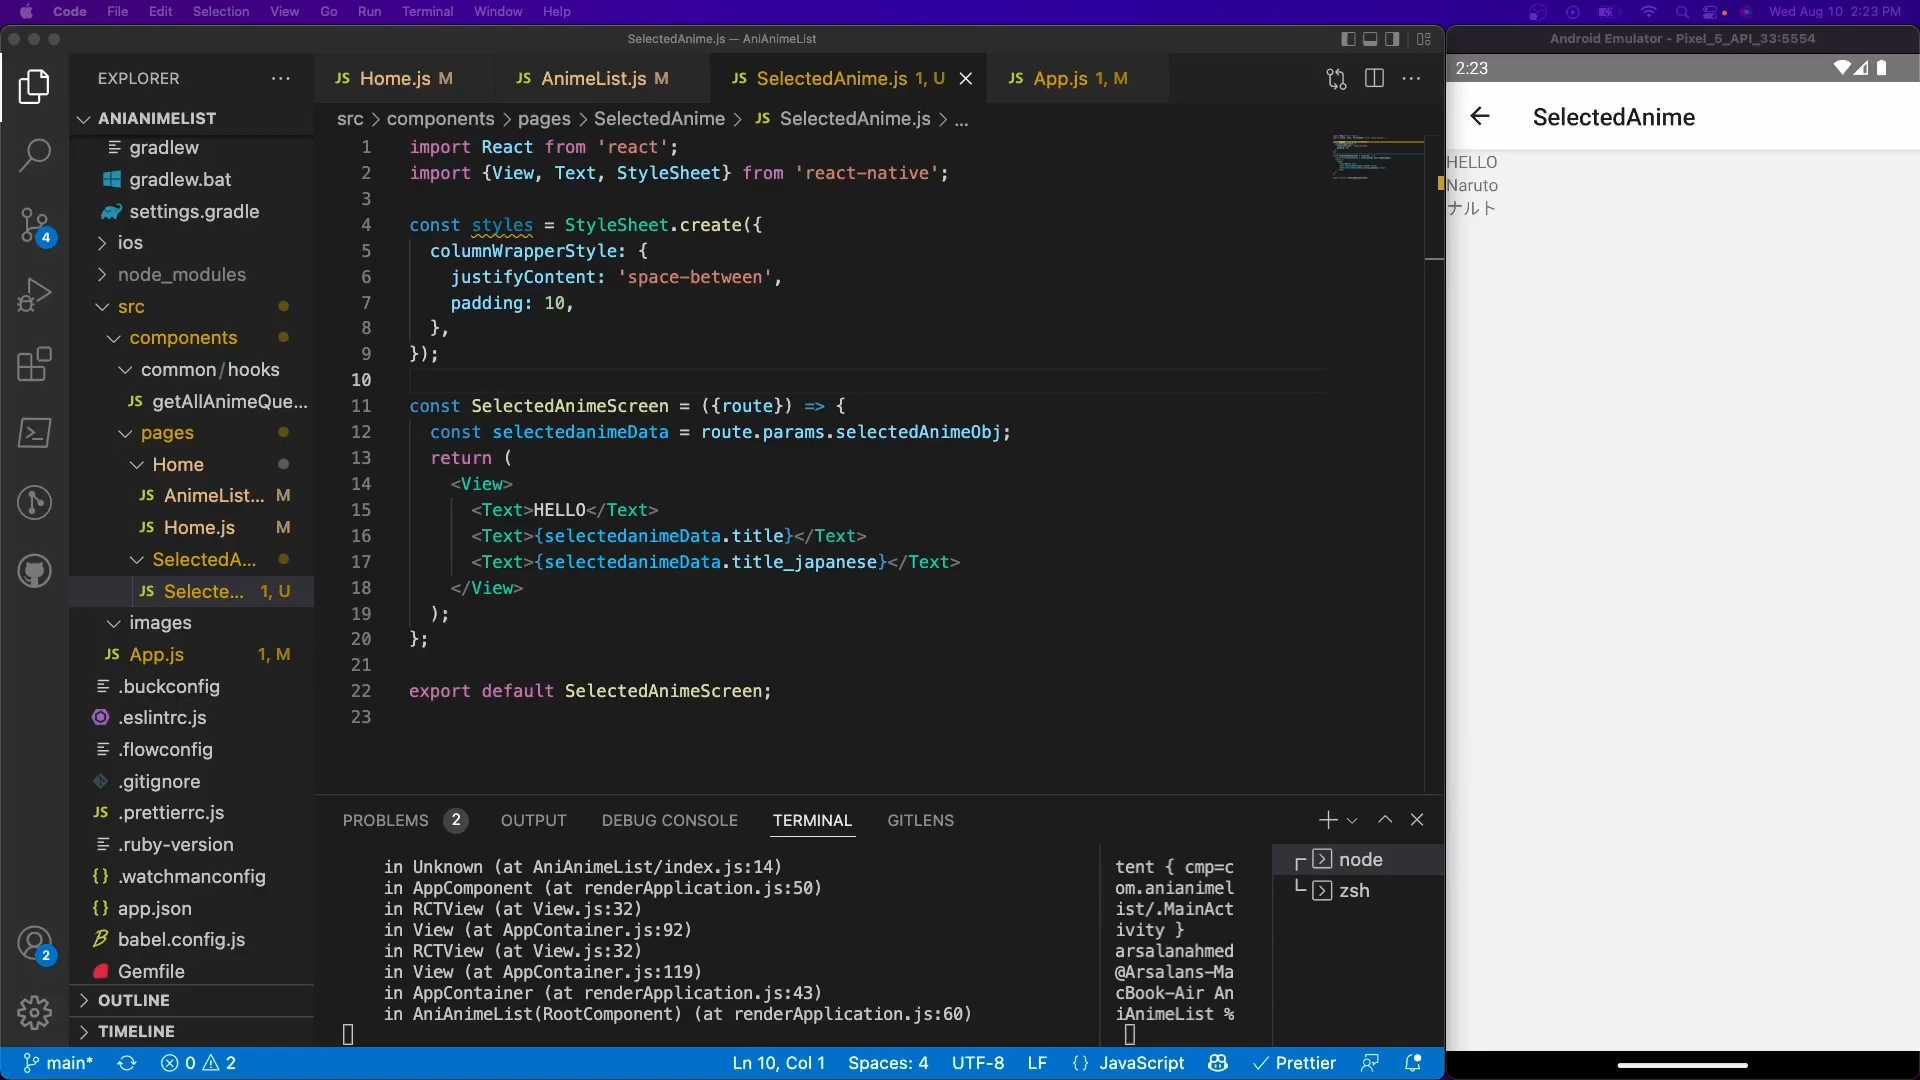 Code File Edit Selection View Go Run Terminal Window Help
Wed Aug 10 2:23 PM
SelectedAnime.js — AniAnimeList
EXPLORER ...
ANIANIMELIST
gradlew
gradlew.bat
settings.gradle
ios
node_modules
src
components
common/hooks
JS getAllAnimeQue...
pages
Home
JS AnimeList... M
JS Home.js M
SelectedA...
JS Selecte... 1, U
images
JS App.js 1, M
.buckconfig
.eslintrc.js
.flowconfig
.gitignore
JS .prettierrc.js
.ruby-version
{} .watchmanconfig
{} app.json
babel.config.js
Gemfile
OUTLINE
TIMELINE
4
2
JS Home.js M
JS AnimeList.js M
JS SelectedAnime.js 1, U
JS App.js 1, M
src > components > pages > SelectedAnime > JS SelectedAnime.js > ...
1 import React from 'react';
2 import {View, Text, StyleSheet} from 'react-native';
3
4 const styles = StyleSheet.create({
5 columnWrapperStyle: {
6 justifyContent: 'space-between',
7 padding: 10,
8 },
9 });
10
11 const SelectedAnimeScreen = ({route}) => {
12 const selectedanimeData = route.params.selectedAnimeObj;
13 return (
14 <View>
15 <Text>HELLO</Text>
16 <Text>{selectedanimeData.title}</Text>
17 <Text>{selectedanimeData.title_japanese}</Text>
18 </View>
19 );
20 };
21
22 export default SelectedAnimeScreen;
23
PROBLEMS 2 OUTPUT DEBUG CONSOLE TERMINAL GITLENS
in Unknown (at AniAnimeList/index.js:14)
in AppComponent (at renderApplication.js:50)
in RCTView (at View.js:32)
in View (at AppContainer.js:92)
in RCTView (at View.js:32)
in View (at AppContainer.js:119)
in AppContainer (at renderApplication.js:43)
in AniAnimeList(RootComponent) (at renderApplication.js:60)
tent { cmp=c
om.anianimel
ist/.MainAct
ivity }
arsalanahmed
@Arsalans-Ma
cBook-Air An
iAnimeList %
node
zsh
main* 0 2
Ln 10, Col 1 Spaces: 4 UTF-8 LF {} JavaScript Prettier
Android Emulator - Pixel_5_API_33:5554
2:23
SelectedAnime
HELLO
Naruto
ナルト